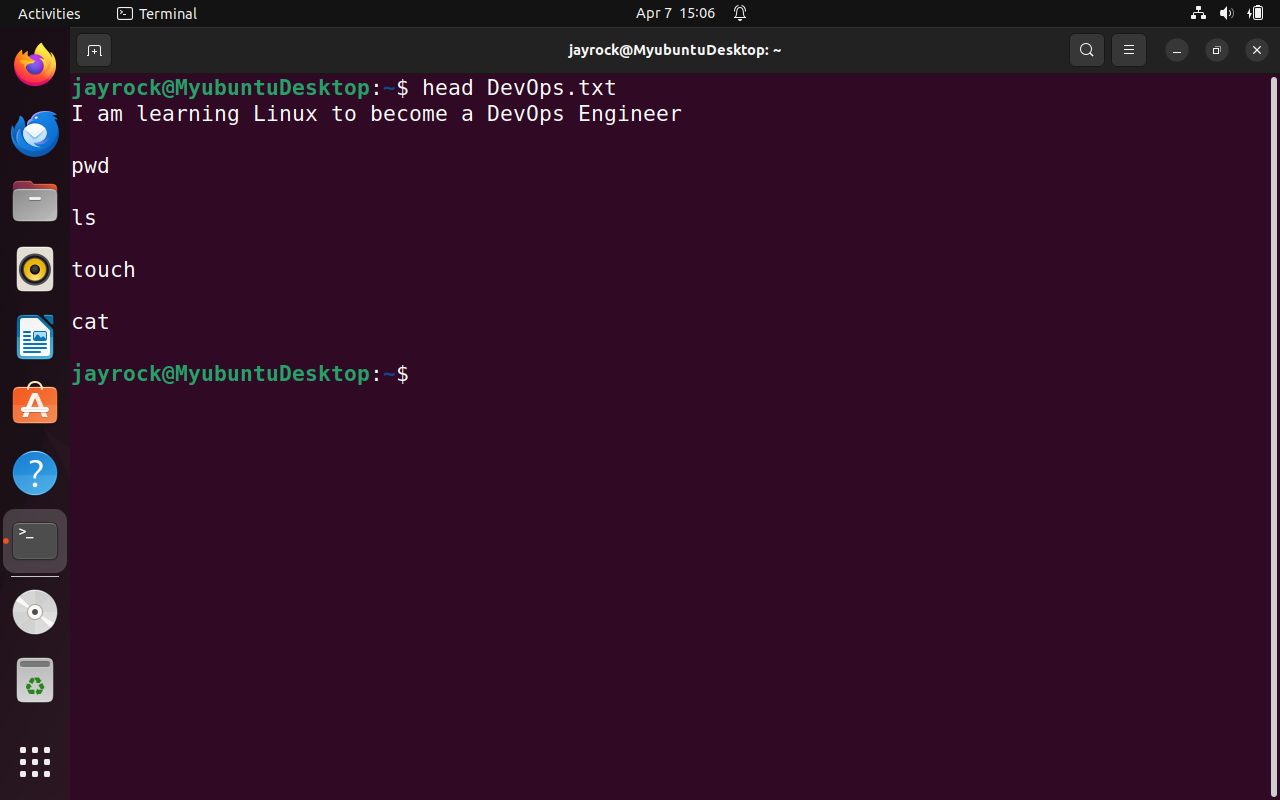 Activities
Terminal
Apr 7 15:06
jayrock@MyubuntuDesktop: ~
jayrock@MyubuntuDesktop:~$ head DevOps.txt
I am learning Linux to become a DevOps Engineer
pwd
ls
touch
cat
jayrock@MyubuntuDesktop:~$